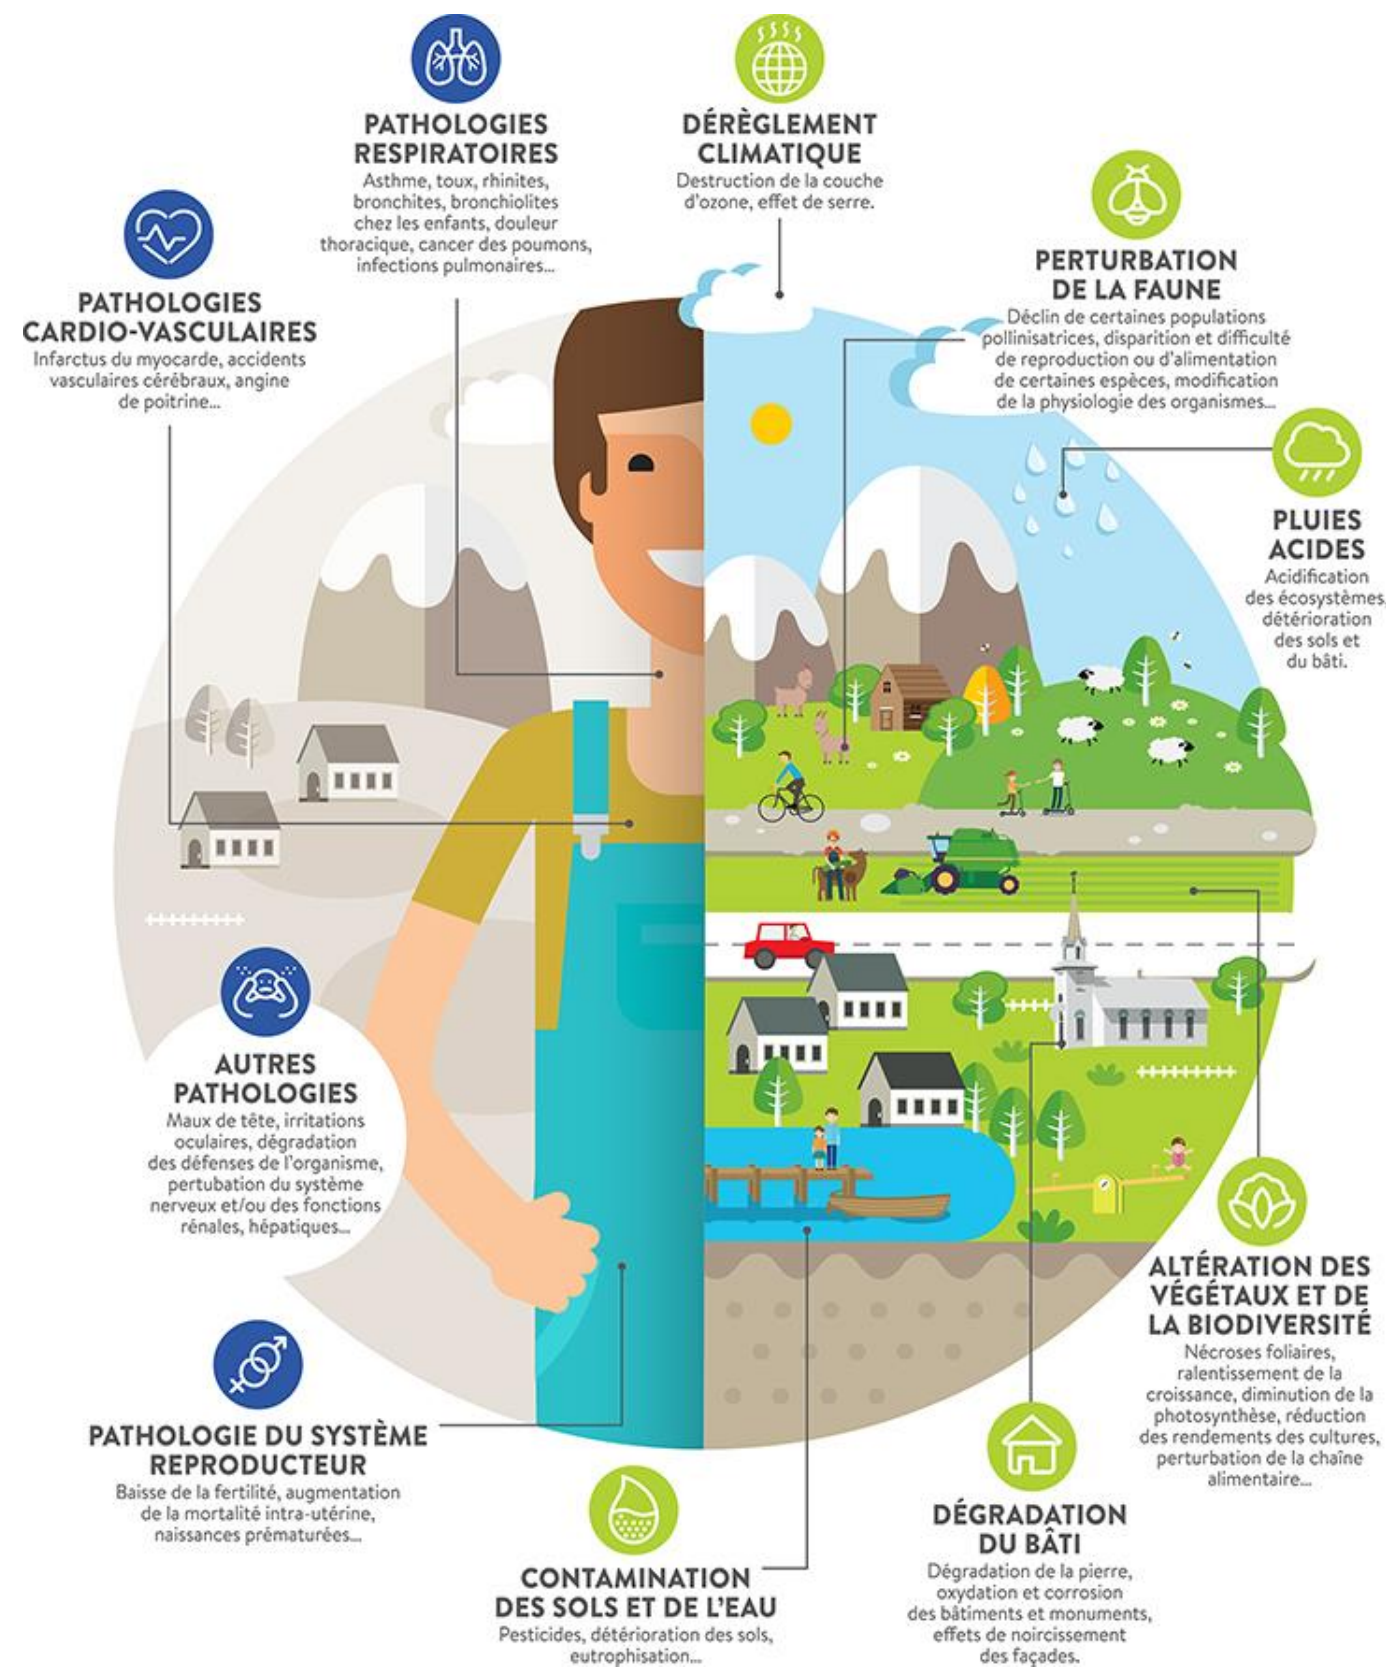 PATHOLOGIES
RESPIRATOIRES
Asthme, toux, rhinites,
bronchites, bronchiolites
chez les enfants, douleur
thoracique, cancer des poumons,
infections pulmonaires...
DÉRÈGLEMENT
CLIMATIQUE
Destruction de la couche
d'ozone, effet de serre.
PATHOLOGIES
CARDIO-VASCULAIRES
Infarctus du myocarde, accidents
vasculaires cérébraux, angine
de poitrine...
PERTURBATION
DE LA FAUNE
Déclin de certaines populations
pollinisatrices, disparition et difficulté
de reproduction ou d'alimentation
de certaines espèces, modification
de la physiologie des organismes...
PLUIES
ACIDES
Acidification
des écosystèmes,
détérioration
des sols et
du bâti.
AUTRES
PATHOLOGIES
Maux de tête, irritations
oculaires, dégradation
des défenses de l'organisme,
pertubation du système
nerveux et/ou des fonctions
rénales, hépatiques...
ALTÉRATION DES
VÉGÉTAUX ET DE
LA BIODIVERSITÉ
Nécroses foliaires,
ralentissement de la
croissance, diminution de la
photosynthèse, réduction
des rendements des cultures,
perturbation de la chaîne
alimentaire...
PATHOLOGIE DU SYSTÈME
REPRODUCTEUR
Baisse de la fertilité, augmentation
de la mortalité intra-utérine,
naissances prématurées...
DÉGRADATION
DU BÂTI
Dégradation de la pierre,
oxydation et corrosion
des bâtiments et monuments,
effets de noircissement
des façades.
CONTAMINATION
DES SOLS ET DE L'EAU
Pesticides, détérioration des sols,
eutrophisation...